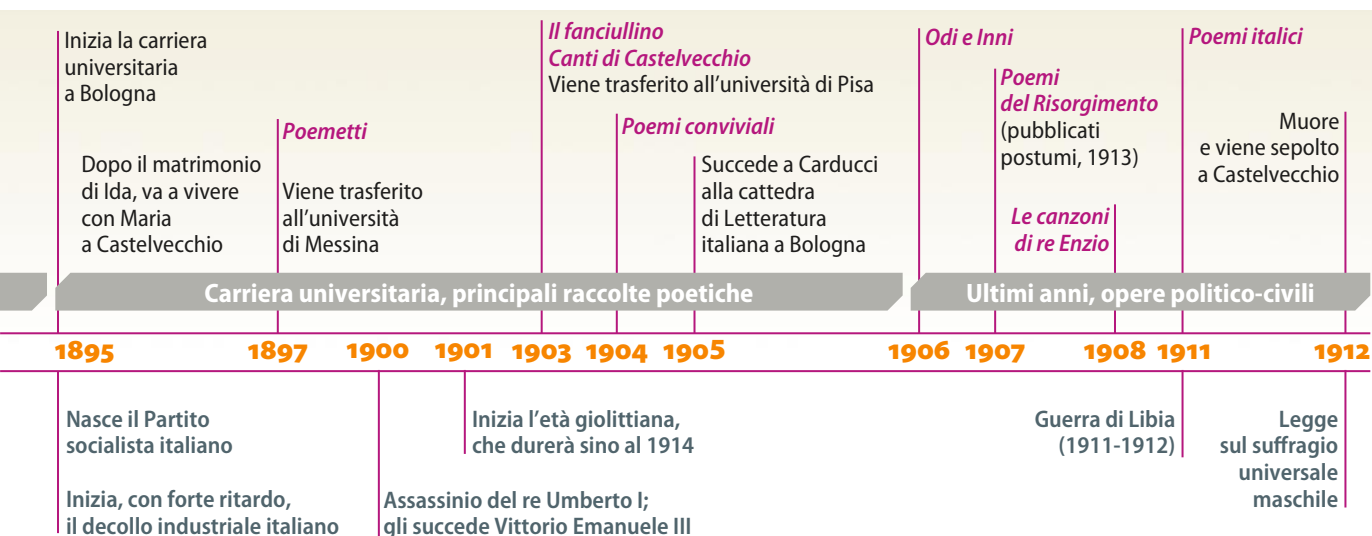 Inizia la carriera
universitaria
a Bologna
Dopo il matrimonio
di Ida, va a vivere
con Maria
a Castelvecchio
Poemetti
Viene trasferito
all'università
di Messina
Il fanciullino
Canti di Castelvecchio
Viene trasferito all'università di Pisa
Poemi conviviali
Succede a Carducci
alla cattedra
di Letteratura
italiana a Bologna
Odi e Inni
Poemi
del Risorgimento
(pubblicati
postumi, 1913)
Le canzoni
di re Enzio
Poemi italici
Muore
e viene sepolto
a Castelvecchio
Carriera universitaria, principali raccolte poetiche
Ultimi anni, opere politico-civili
1895 1897 1900 1901 1903 1904 1905 1906 1907 1908 1911 1912
Nasce il Partito
socialista italiano
Inizia, con forte ritardo,
il decollo industriale italiano
Assassinio del re Umberto I;
gli succede Vittorio Emanuele III
Inizia l'età giolittiana,
che durerà sino al 1914
Guerra di Libia
(1911-1912)
Legge
sul suffragio
universale
maschile